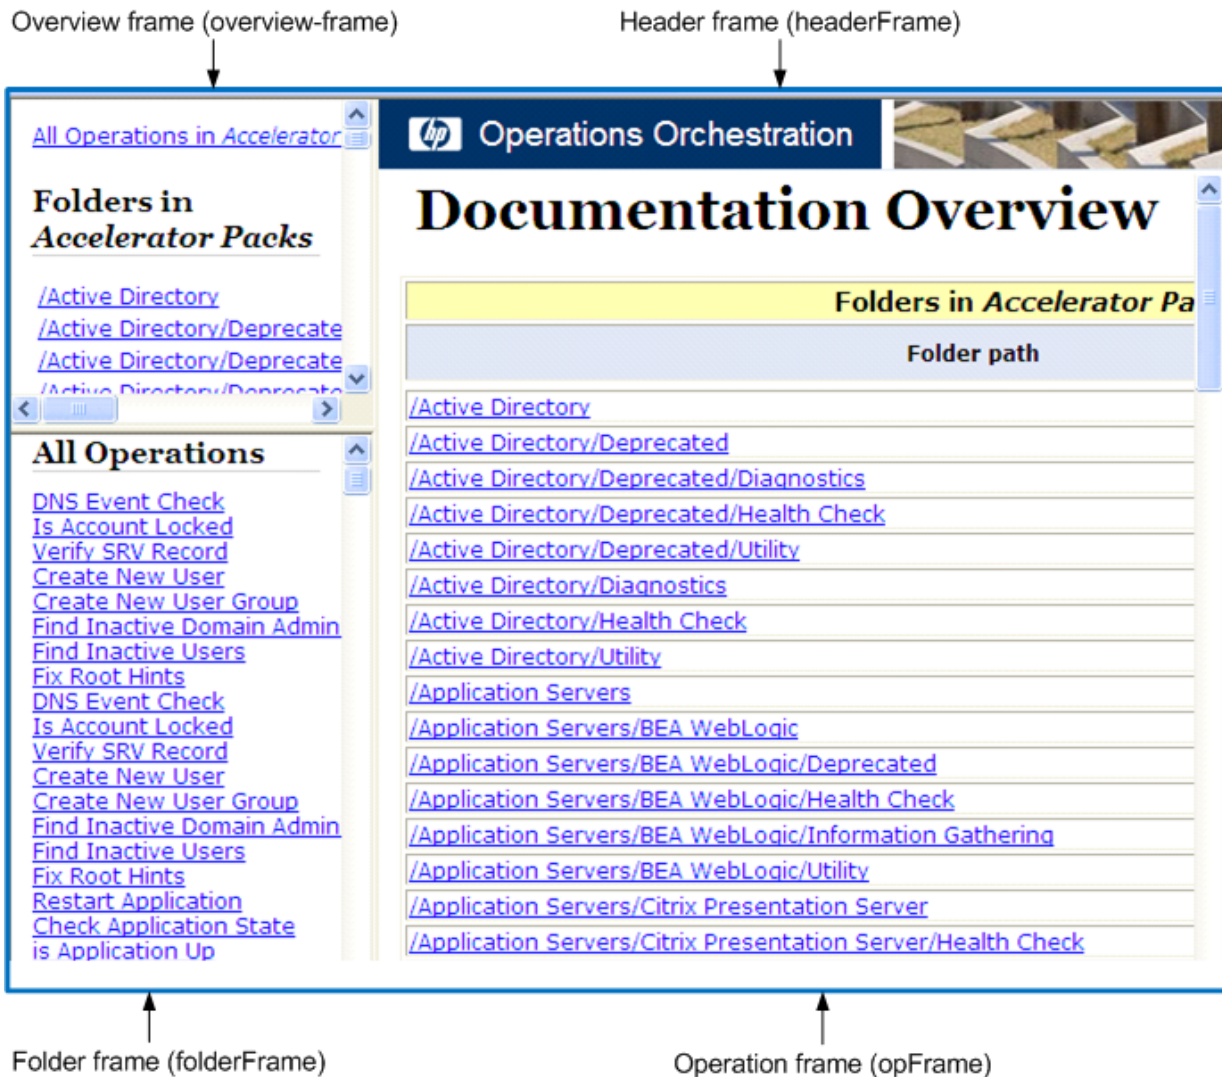 Overview frame (overview-frame)
Header frame (headerFrame)
All Operations in Accelerator
Folders in
Accelerator Packs
/Active Directory
/Active Directory/Deprecate
/Active Directory/Deprecate
/Active Directory/Deprecate
All Operations
DNS Event Check
Is Account Locked
Verify SRV Record
Create New User
Create New User Group
Find Inactive Domain Admin
Find Inactive Users
Fix Root Hints
DNS Event Check
Is Account Locked
Verify SRV Record
Create New User
Create New User Group
Find Inactive Domain Admin
Find Inactive Users
Fix Root Hints
Restart Application
Check Application State
is Application Up
hp Operations Orchestration
Documentation Overview
Folders in Accelerator Pa
Folder path
/Active Directory
/Active Directory/Deprecated
/Active Directory/Deprecated/Diagnostics
/Active Directory/Deprecated/Health Check
/Active Directory/Deprecated/Utility
/Active Directory/Diagnostics
/Active Directory/Health Check
/Active Directory/Utility
/Application Servers
/Application Servers/BEA WebLogic
/Application Servers/BEA WebLogic/Deprecated
/Application Servers/BEA WebLogic/Health Check
/Application Servers/BEA WebLogic/Information Gathering
/Application Servers/BEA WebLogic/Utility
/Application Servers/Citrix Presentation Server
/Application Servers/Citrix Presentation Server/Health Check
Folder frame (folderFrame)
Operation frame (opFrame)